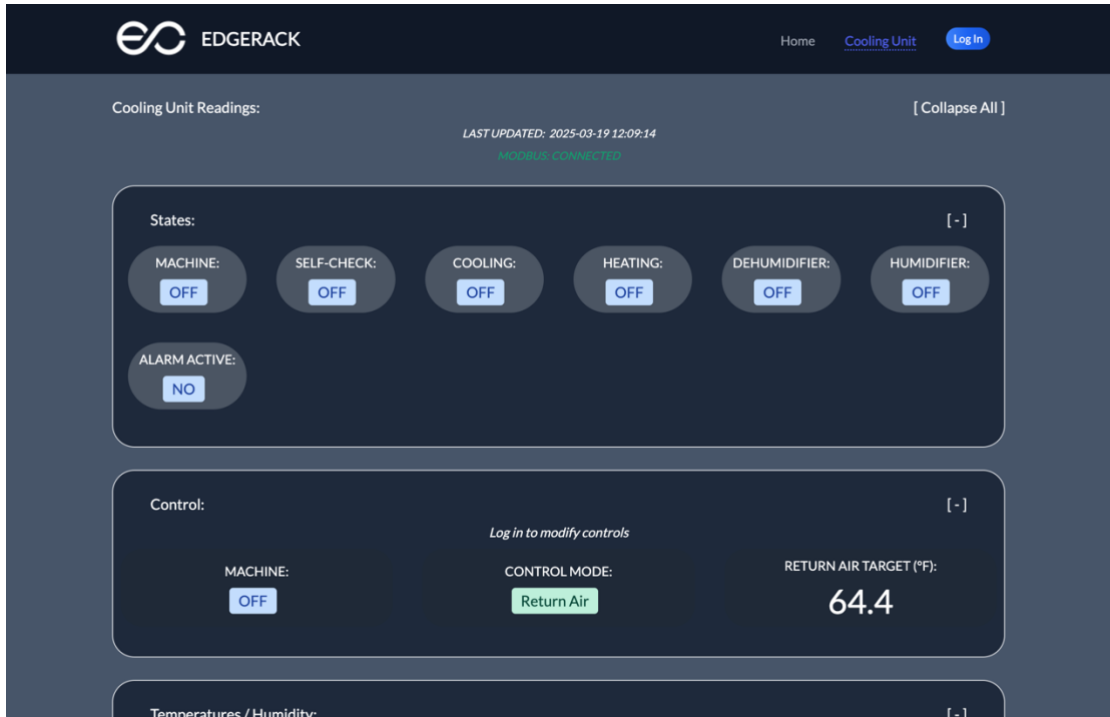 EDGERACK
Home Cooling Unit Log In
Cooling Unit Readings: [ Collapse All ]
LAST UPDATED: 2025-03-19 12:09:14
MODBUS: CONNECTED
States: [ - ]
MACHINE: SELF-CHECK: COOLING: HEATING: DEHUMIDIFIER: HUMIDIFIER:
OFF OFF OFF OFF OFF OFF
ALARM ACTIVE:
NO
Control: [ - ]
Log in to modify controls
MACHINE: CONTROL MODE: RETURN AIR TARGET (°F):
OFF Return Air 64.4
Temperatures / Humidity: [ - ]